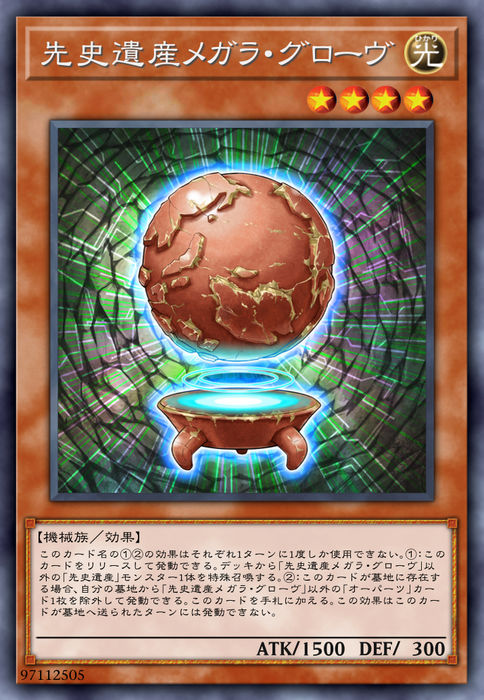 先史遺産メガラ・グローヴ
ひかり
光
【機械族／効果】
このカード名の①②の効果はそれぞれ1ターンに1度しか使用できない。①：この
カードをリリースして発動できる。デッキから「先史遺産メガラ・グローヴ」以
外の「先史遺産」モンスター1体を特殊召喚する。②：このカードが墓地に存在す
る場合、自分の墓地から「先史遺産メガラ・グローヴ」以外の「オーパーツ」カー
ド1枚を除外して発動できる。このカードを手札に加える。この効果はこのカー
ドが墓地へ送られたターンには発動できない。
ATK/1500 DEF/ 300
97112505